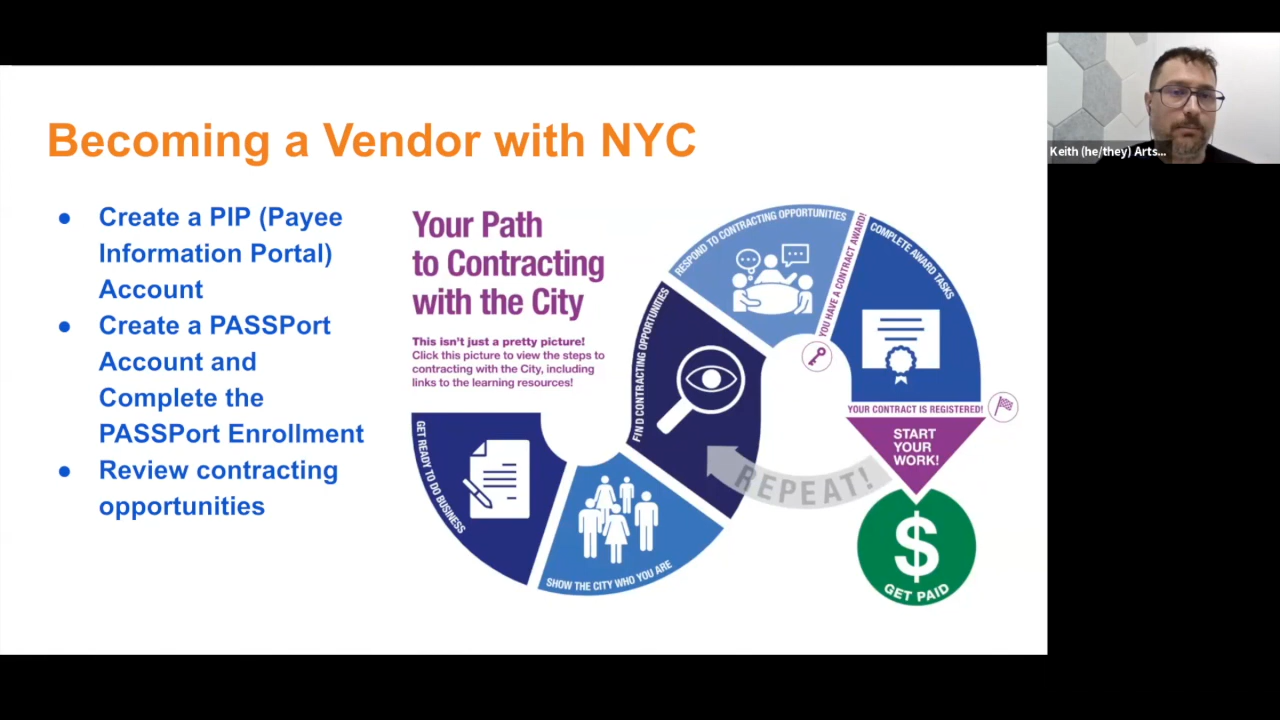 Becoming a Vendor with NYC
● Create a PIP (Payee
Information Portal)
Account
● Create a PASSPort
Account and
Complete the
PASSPort Enrollment
● Review contracting
opportunities
Your Path
to Contracting
with the City
This isn't just a pretty picture!
Click this picture to view the steps to
contracting with the City, including
links to the learning resources!
GET READY TO DO BUSINESS
SHOW THE CITY WHO YOU ARE
FIND CONTRACTING OPPORTUNITIES
RESPOND TO CONTRACTING OPPORTUNITIES
YOU HAVE A CONTRACT AWARD!
COMPLETE AWARD TASKS
YOUR CONTRACT IS REGISTERED!
START
YOUR
WORK!
REPEAT!
$
GET PAID
Keith (he/they) Arts...